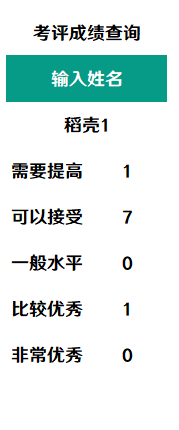 考评成绩查询
输入姓名
稻壳1
需要提高 1
可以接受 7
一般水平 0
比较优秀 1
非常优秀 0